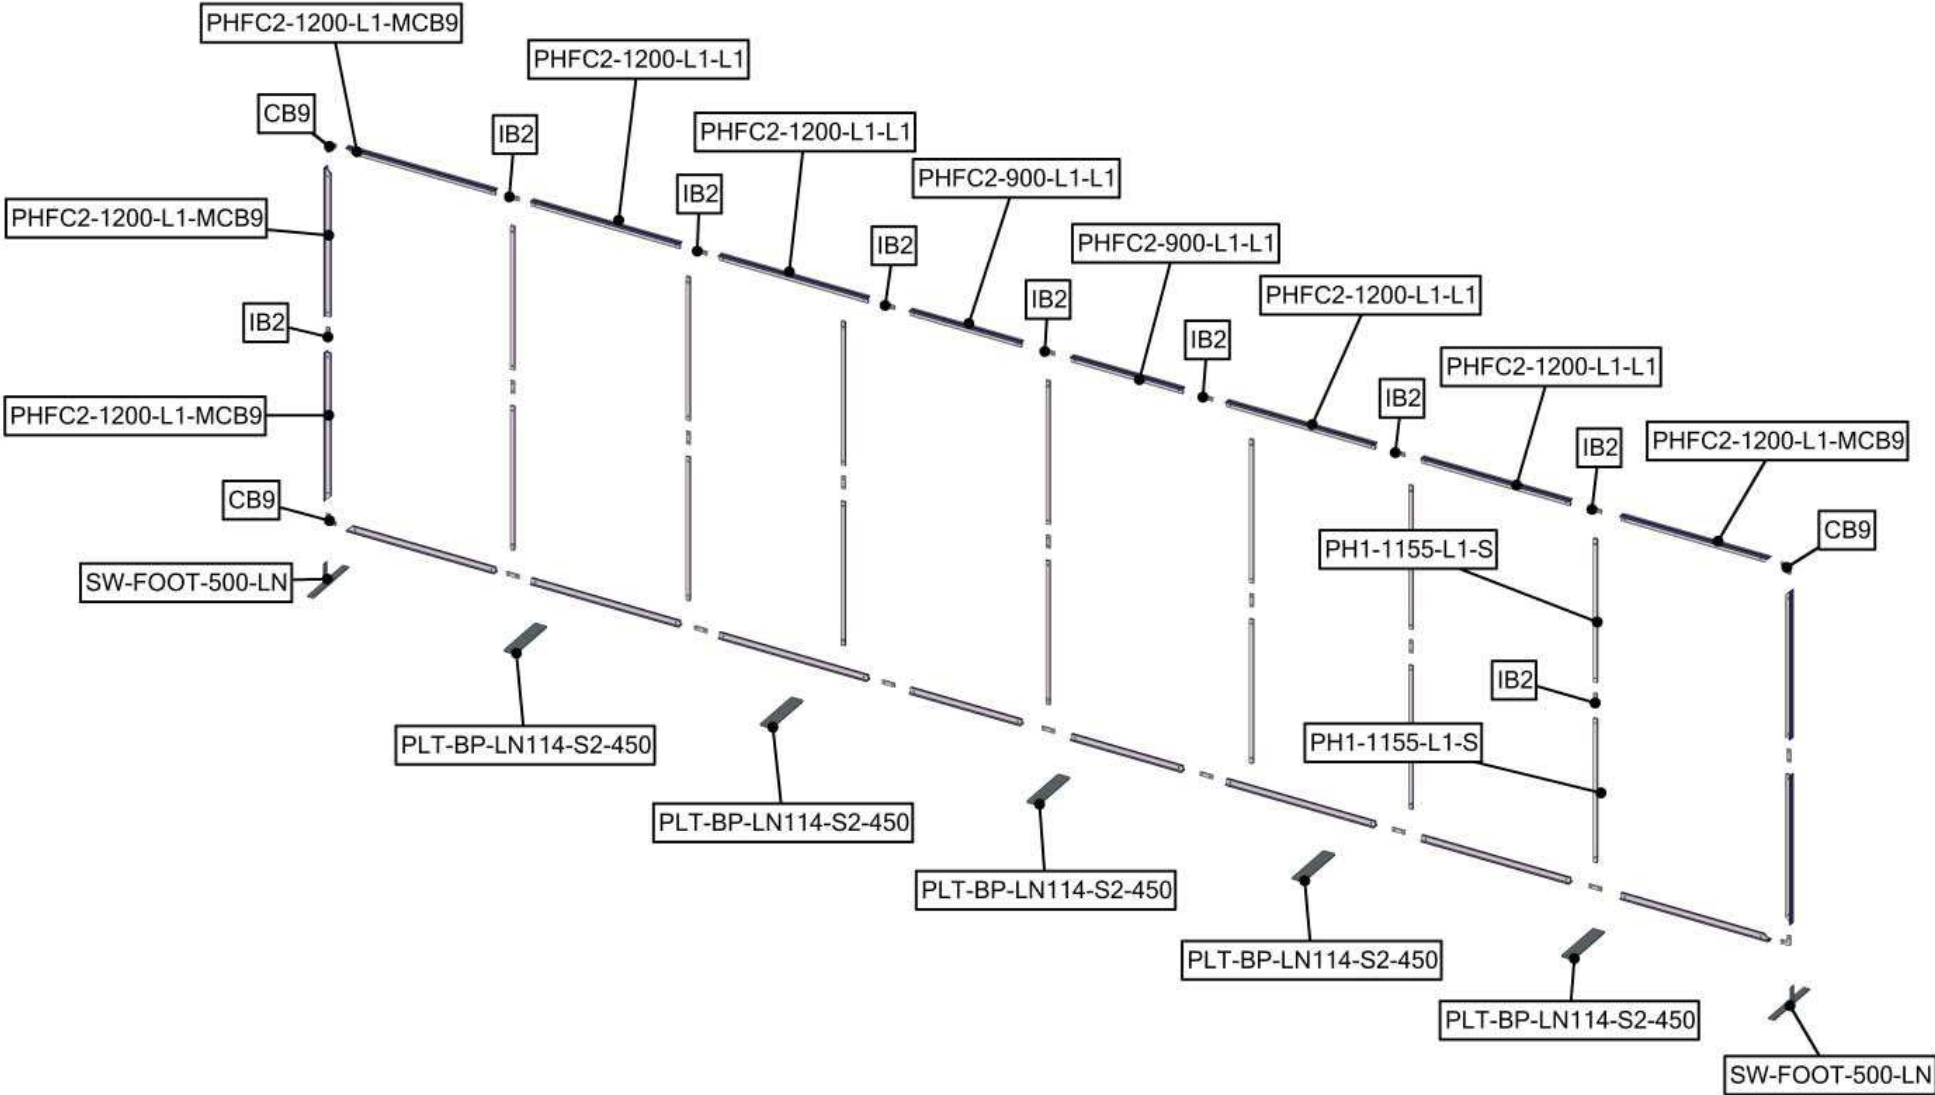 PHFC2-1200-L1-MCB9
PHFC2-1200-L1-L1
CB9
IB2
PHFC2-1200-L1-L1
PHFC2-900-L1-L1
IB2
PHFC2-1200-L1-MCB9
IB2
PHFC2-900-L1-L1
IB2
PHFC2-1200-L1-L1
IB2
IB2
PHFC2-1200-L1-L1
IB2
PHFC2-1200-L1-MCB9
PHFC2-1200-L1-MCB9
IB2
CB9
CB9
PH1-1155-L1-S
SW-FOOT-500-LN
IB2
PLT-BP-LN114-S2-450
PH1-1155-L1-S
PLT-BP-LN114-S2-450
PLT-BP-LN114-S2-450
PLT-BP-LN114-S2-450
PLT-BP-LN114-S2-450
SW-FOOT-500-LN